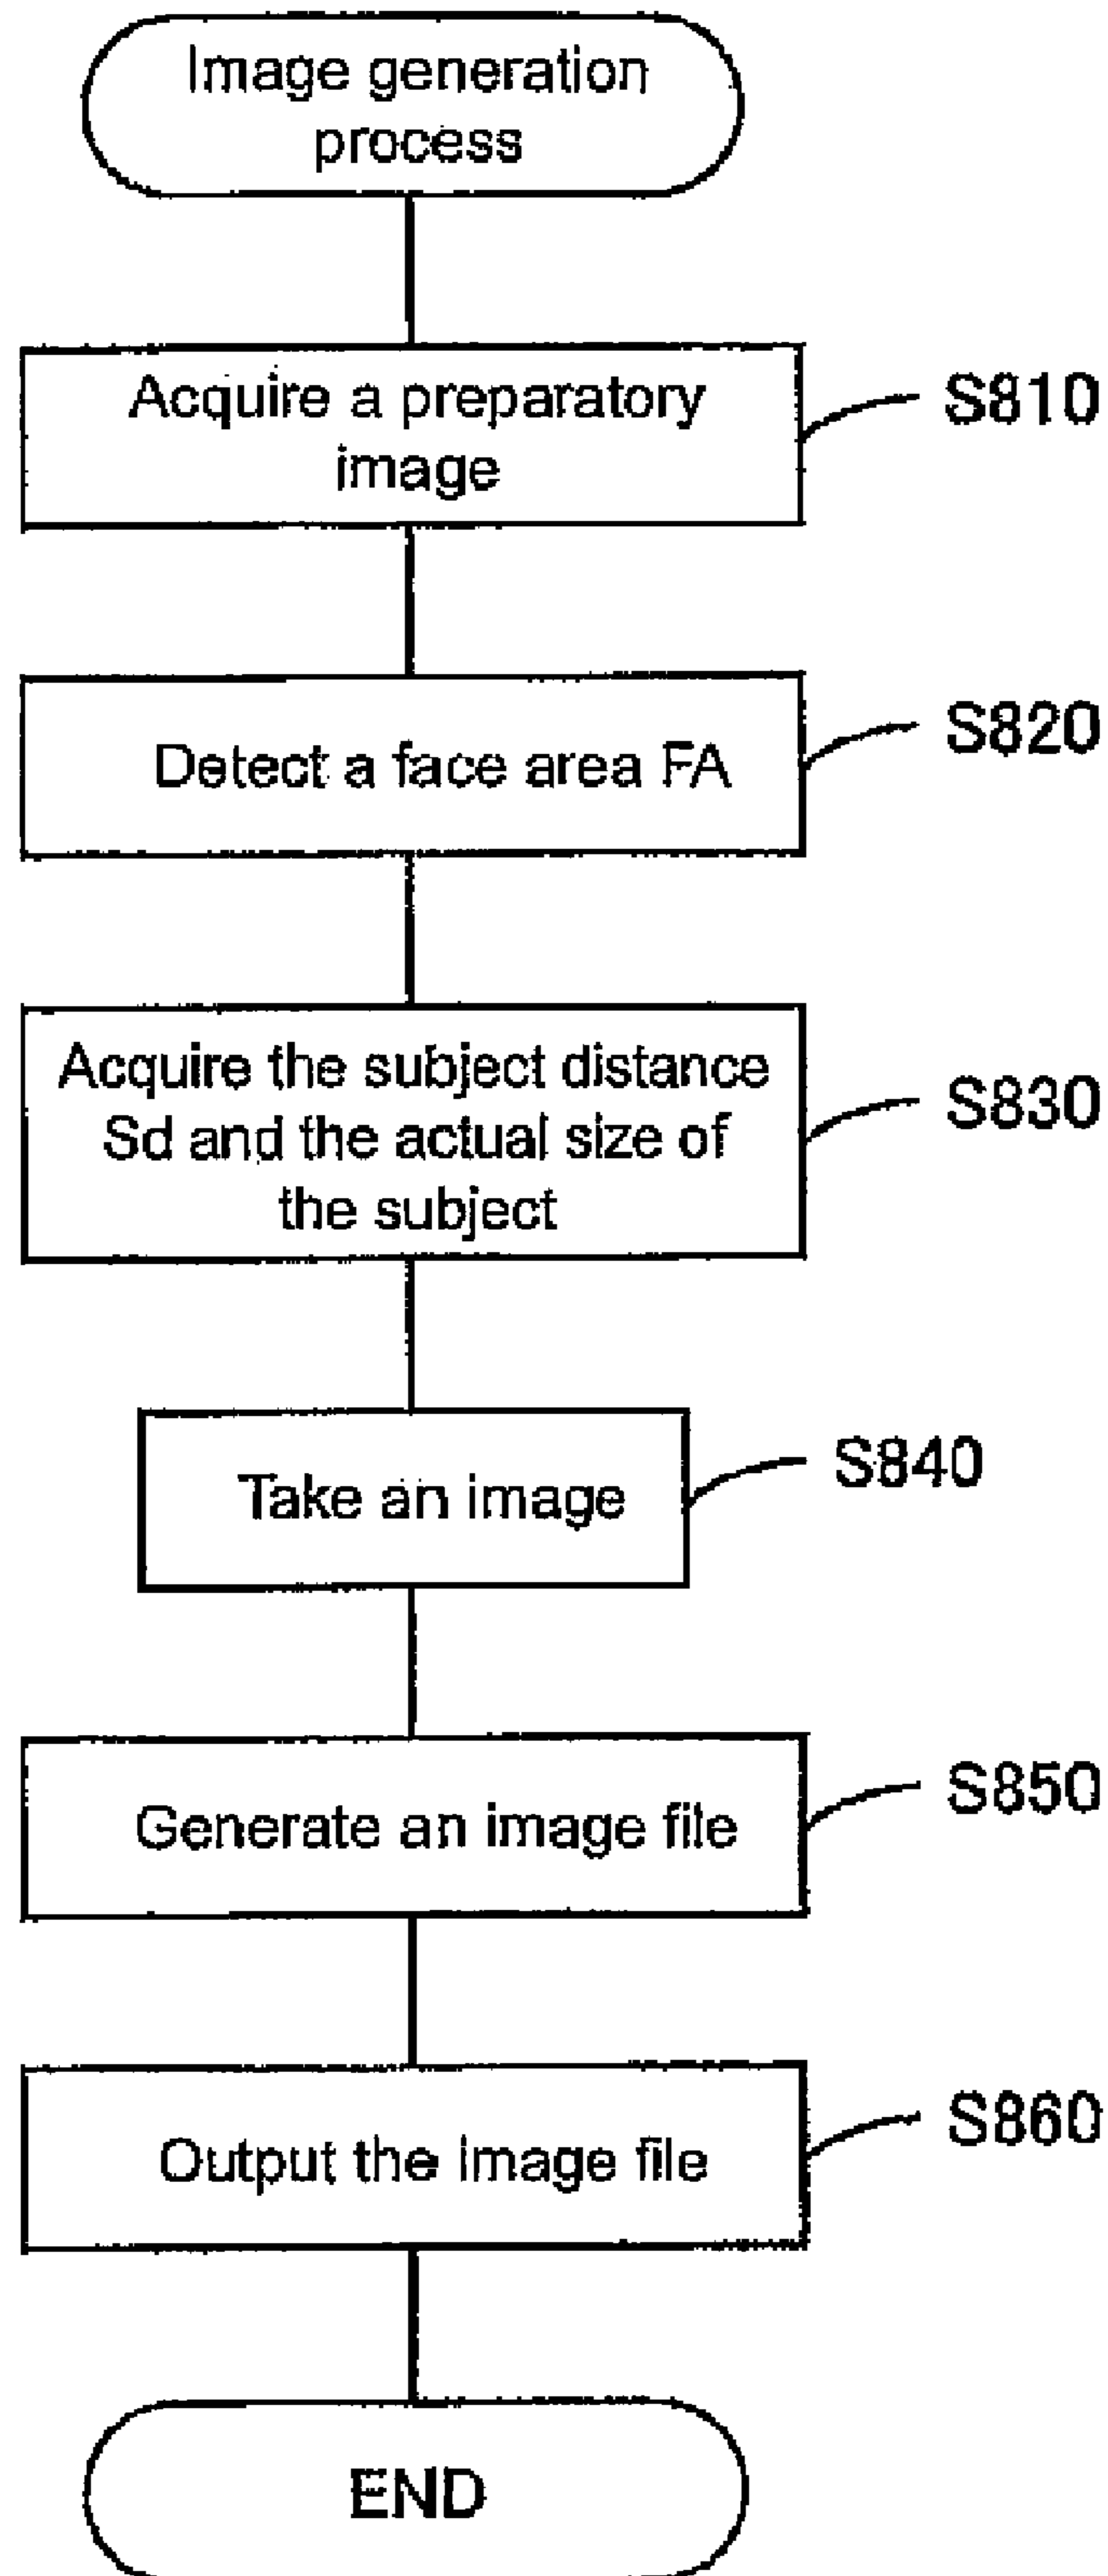 Image generation
process
Acquire a preparatory
image
S810
Detect a face area FA
S820
Acquire the subject distance
Sd and the actual size of
the subject
S830
Take an image
S840
Generate an image file
S850
Output the image file
S860
END